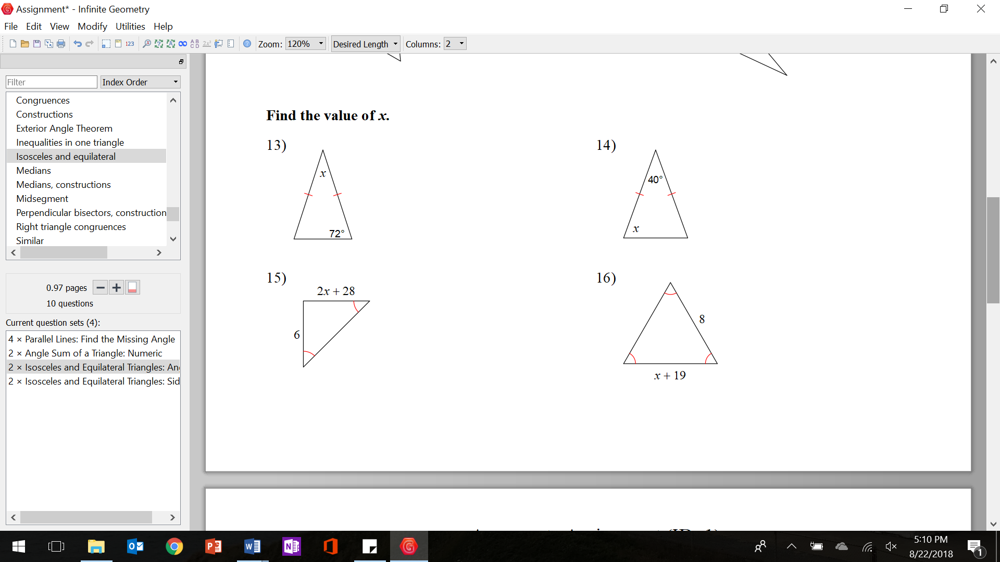 Assignment* - Infinite Geometry
File Edit View Modify Utilities Help
123
A B
C D
2x²
Zoom: 120% Desired Length Columns: 2
Filter Index Order
Congruences
Constructions
Exterior Angle Theorem
Inequalities in one triangle
Isosceles and equilateral
Medians
Medians, constructions
Midsegment
Perpendicular bisectors, construction
Right triangle congruences
Similar
0.97 pages
10 questions
Current question sets (4):
4 × Parallel Lines: Find the Missing Angle
2 × Angle Sum of a Triangle: Numeric
2 × Isosceles and Equilateral Triangles: An
2 × Isosceles and Equilateral Triangles: Sid
Find the value of x.
13)
x
72°
14)
40°
x
15)
2x + 28
6
16)
8
x + 19
5:10 PM
8/22/2018
1